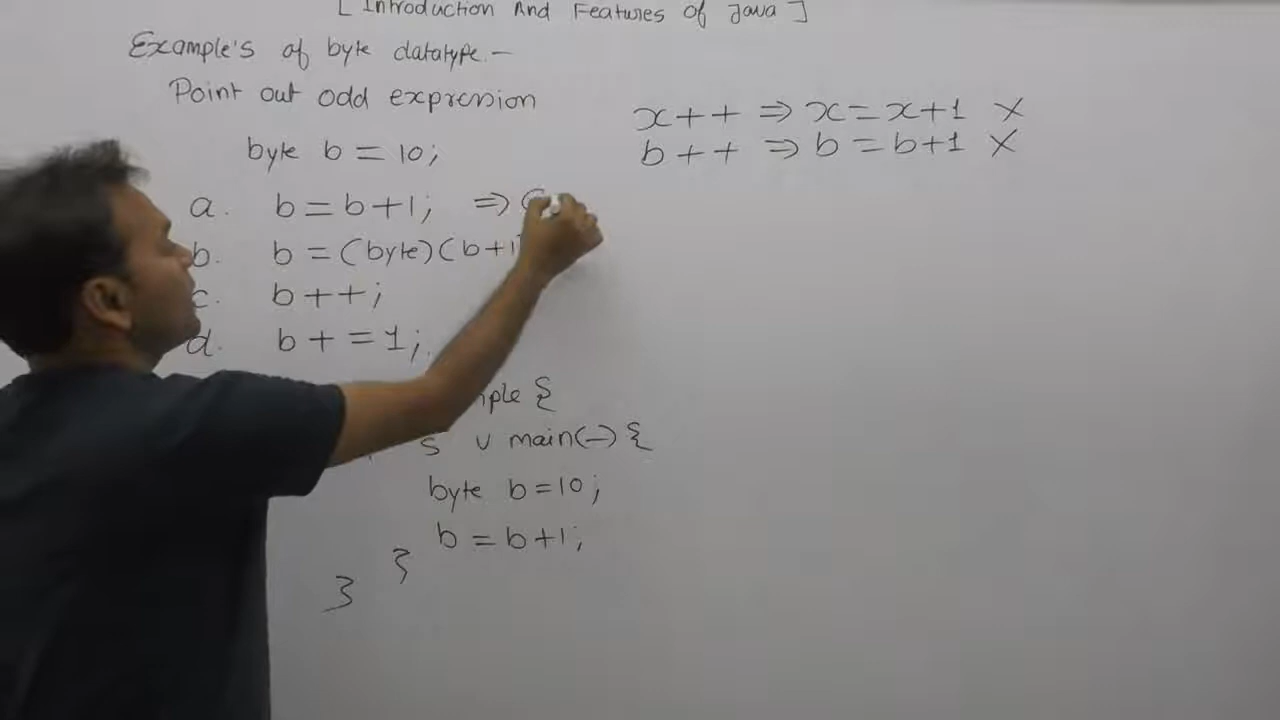 [ Introduction And Features of Java ]
Example's of byte datatype.-
Point out odd expression
byte b = 10;
a. b = b+1; ⇒ (
b. b = (byte)(b+1
c. b++;
d. b+=1;
x++ ⇒ x=x+1 ×
b++ ⇒ b=b+1 ×
{
s v main(-) {
byte b=10;
b = b+1;
}
}